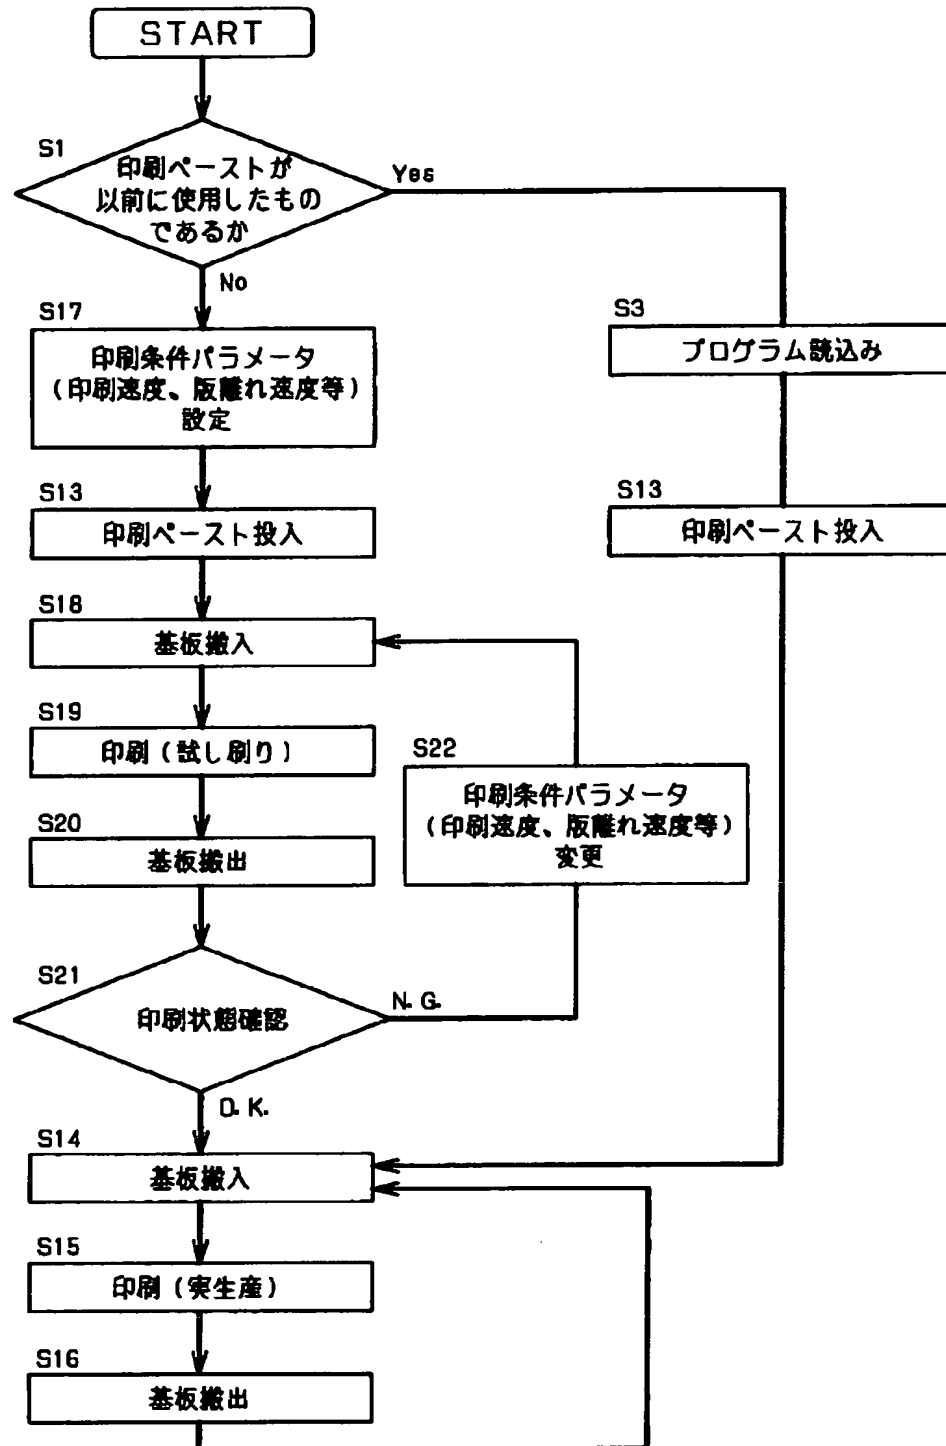 START
S1
印刷ペーストが
以前に使用したもの
であるか
Yes
No
S17
印刷条件パラメータ
(印刷速度、版離れ速度等)
設定
S3
プログラム読込み
S13
印刷ペースト投入
S13
印刷ペースト投入
S18
基板搬入
S19
印刷(試し刷り)
S22
印刷条件パラメータ
(印刷速度、版離れ速度等)
変更
S20
基板搬出
S21
印刷状態確認
N.G.
O.K.
S14
基板搬入
S15
印刷(実生産)
S16
基板搬出